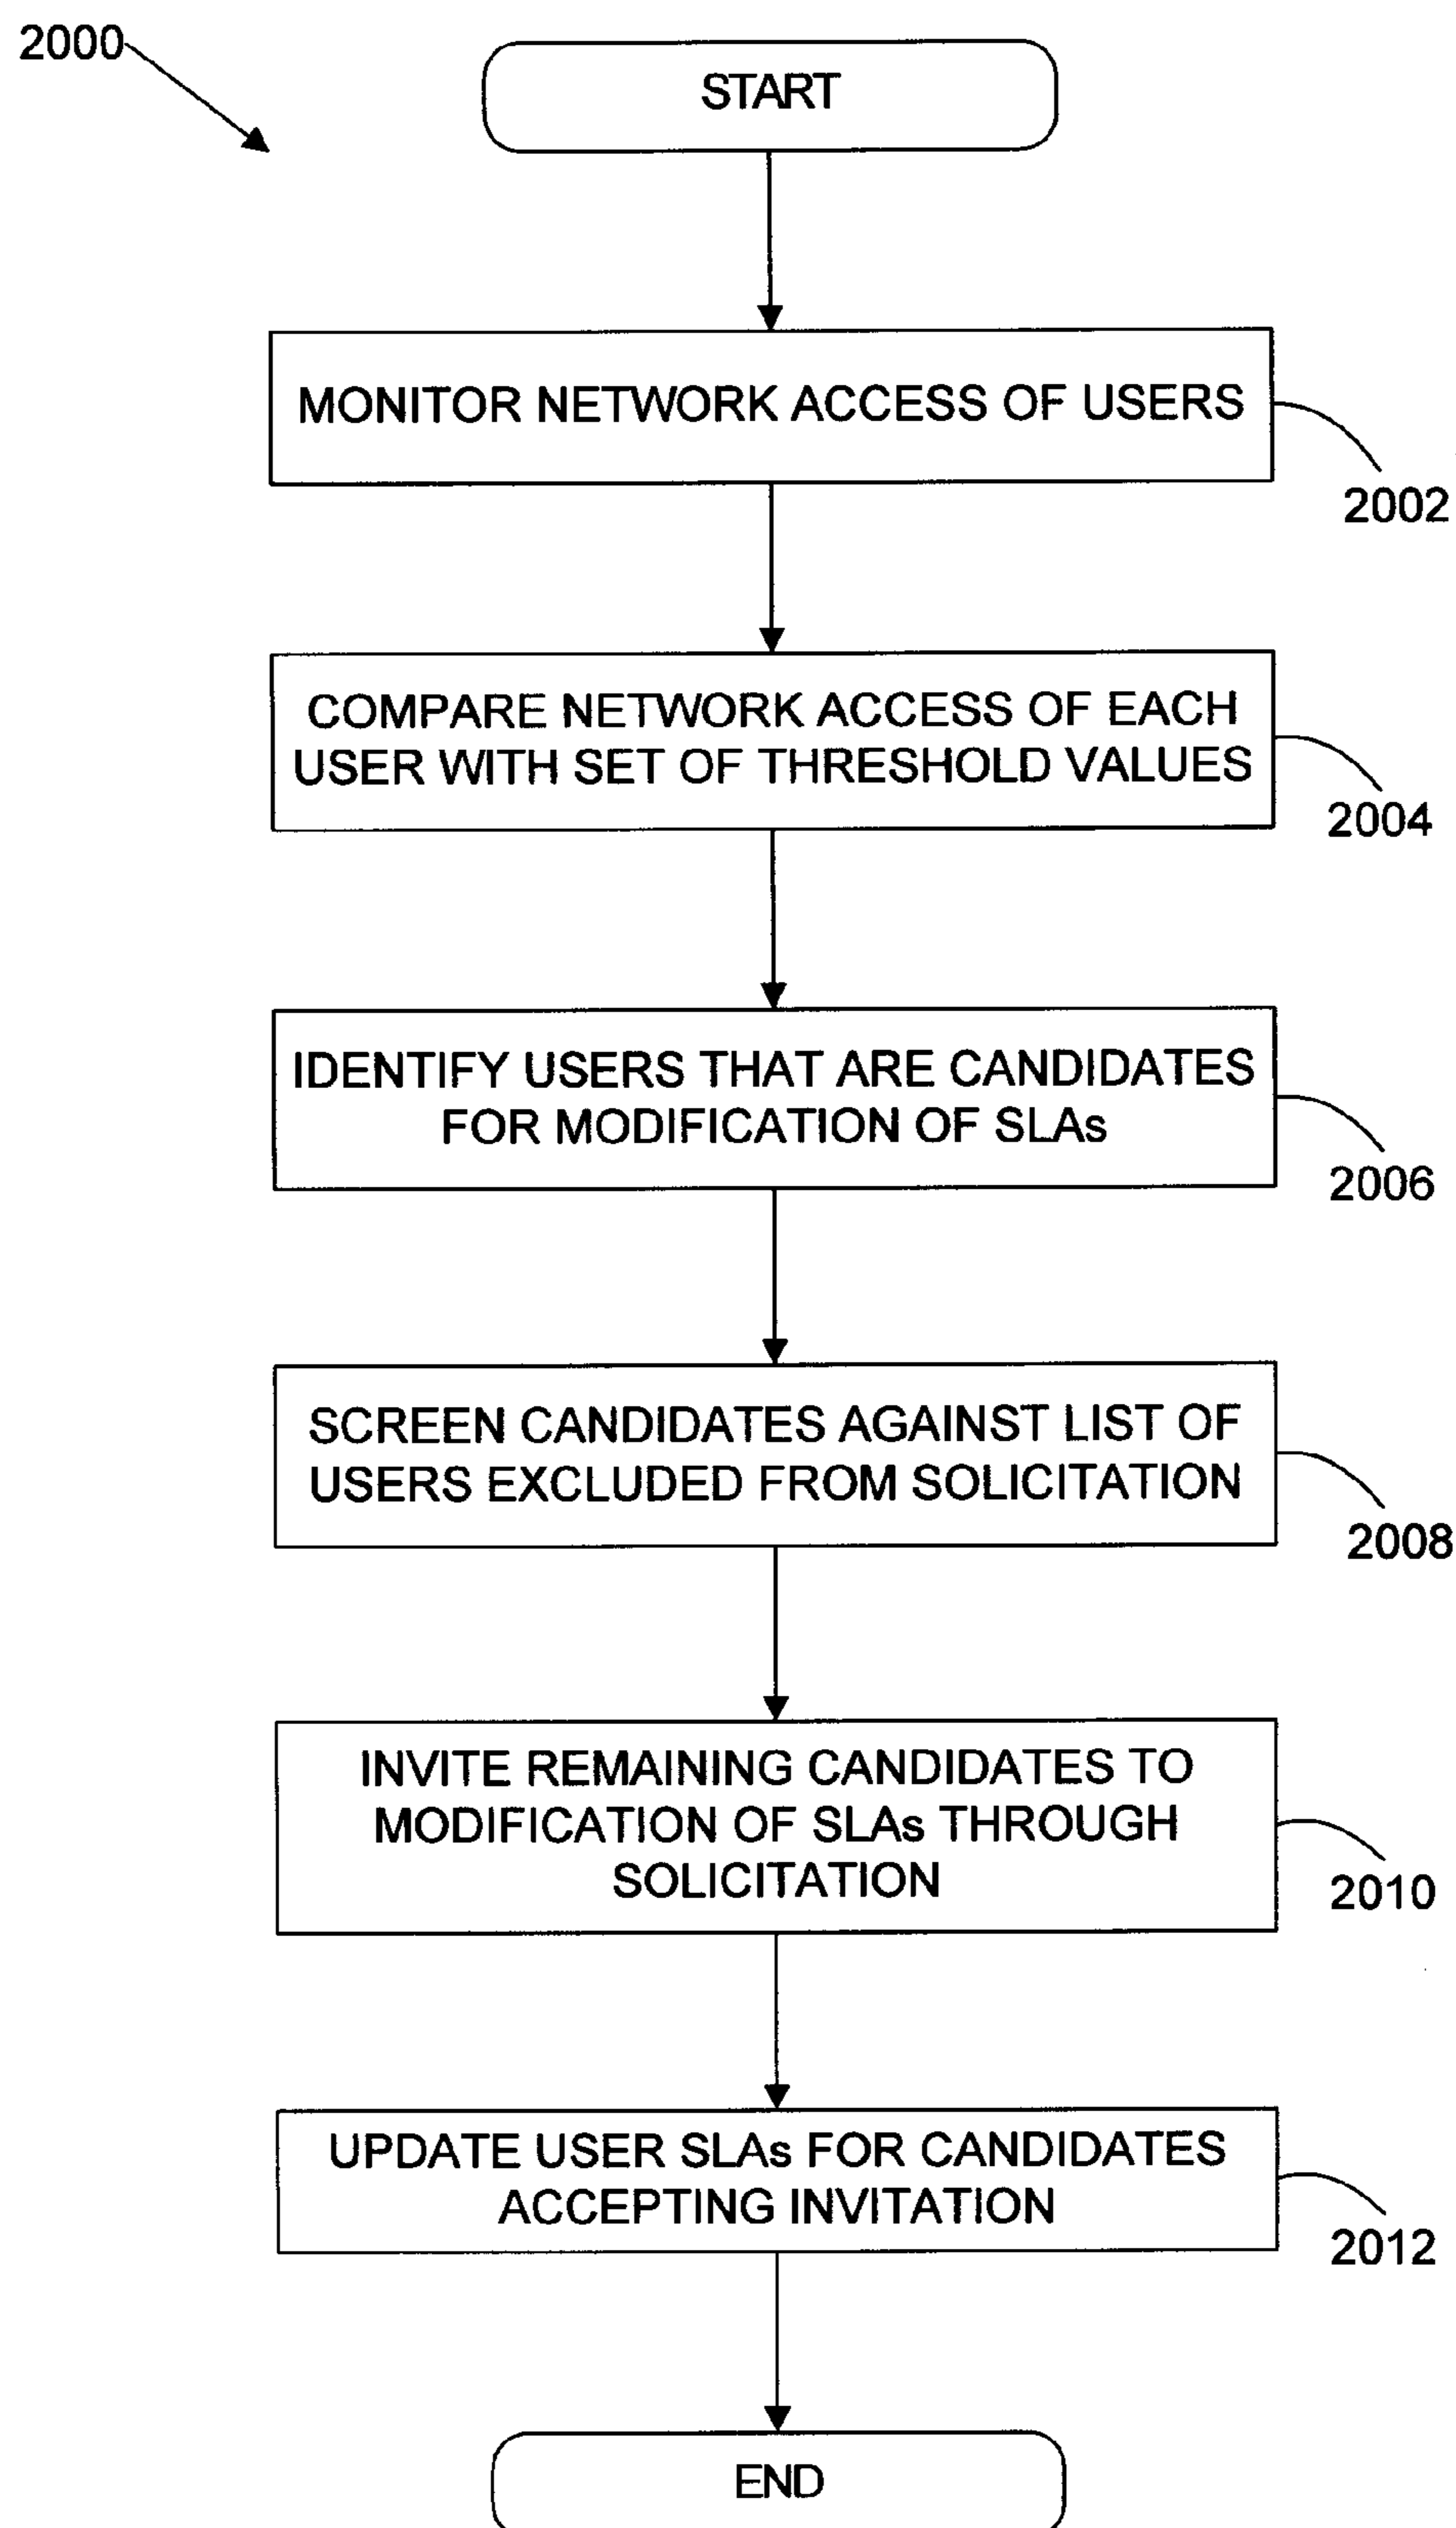 2000
START
MONITOR NETWORK ACCESS OF USERS
2002
COMPARE NETWORK ACCESS OF EACH
USER WITH SET OF THRESHOLD VALUES
2004
IDENTIFY USERS THAT ARE CANDIDATES
FOR MODIFICATION OF SLAs
2006
SCREEN CANDIDATES AGAINST LIST OF
USERS EXCLUDED FROM SOLICITATION
2008
INVITE REMAINING CANDIDATES TO
MODIFICATION OF SLAs THROUGH
SOLICITATION
2010
UPDATE USER SLAs FOR CANDIDATES
ACCEPTING INVITATION
2012
END